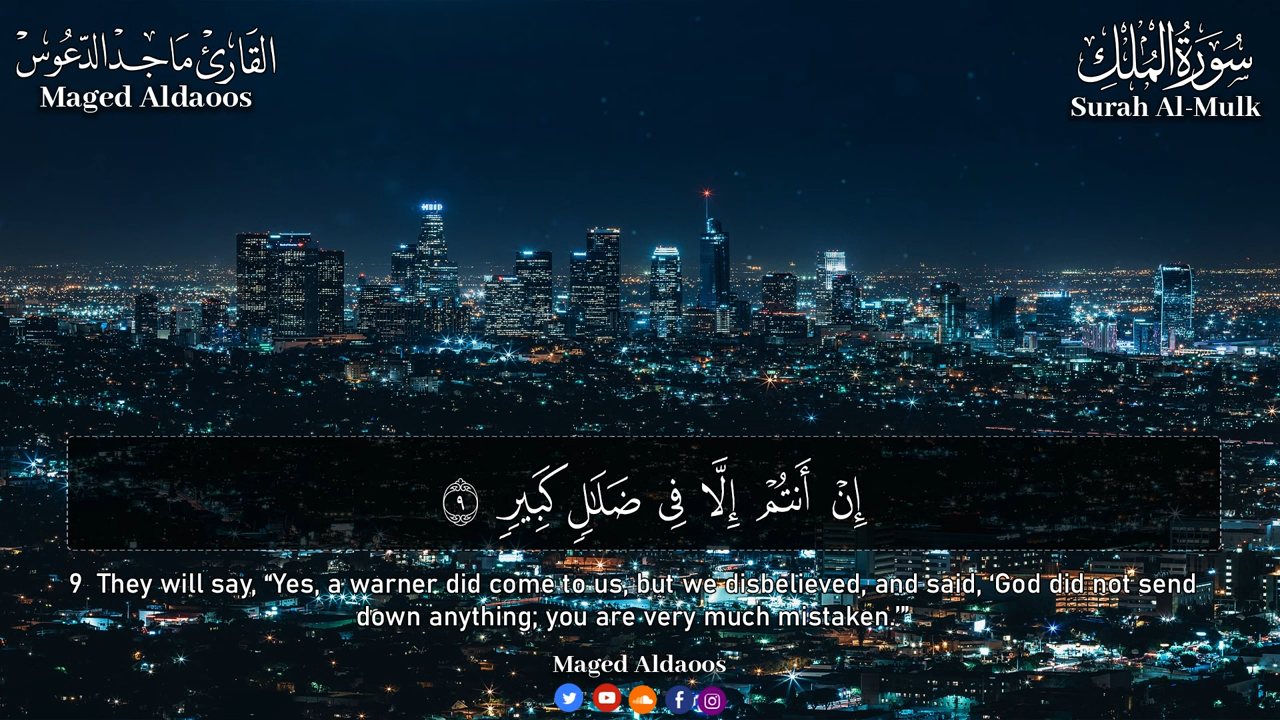 القَارِئ مَاجِد الدّعُوس
Maged Aldaoos
سُورَةُ المُلْكِ
Surah Al-Mulk
إِنْ أَنتُمْ إِلَّا فِى ضَلَـٰلٍ كَبِيرٍ ٩
9 They will say, “Yes, a warner did come to us, but we disbelieved, and said, ‘God did not send
down anything; you are very much mistaken.’”
Maged Aldaoos